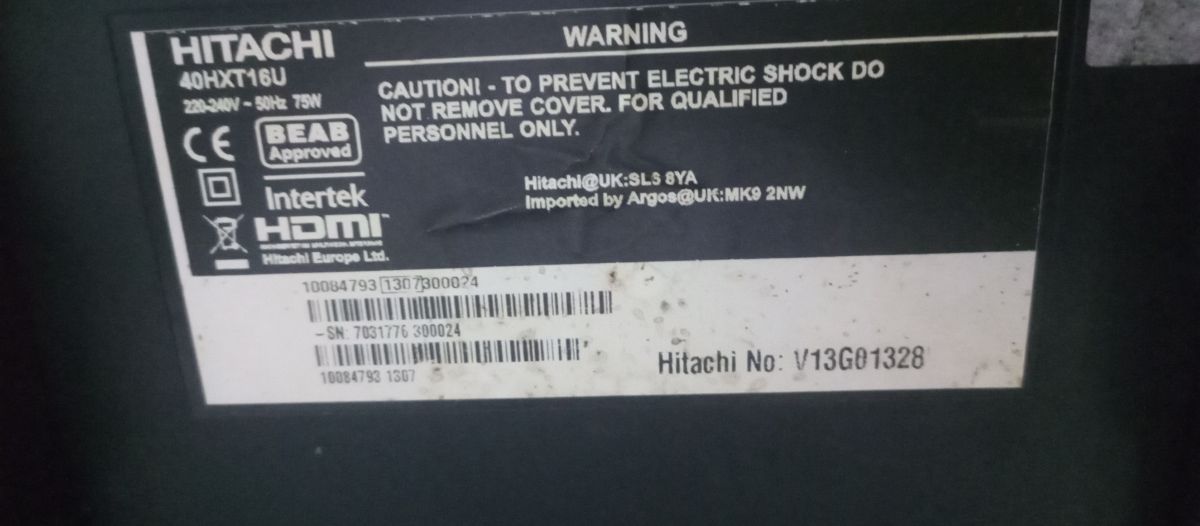 HITACHI
40HXT16U
220-240V ~ 50Hz 75W
CE
BEAB
Approved
Intertek
HDMI
Hitachi Europe Ltd.
WARNING
CAUTION! - TO PREVENT ELECTRIC SHOCK DO
NOT REMOVE COVER. FOR QUALIFIED
PERSONNEL ONLY.
Hitachi@UK:SL6 8YA
Imported by Argos@UK:MK9 2NW
10084793 1307 300024
-SN: 7031776 300024
10084793 1307
Hitachi No: V13G01328